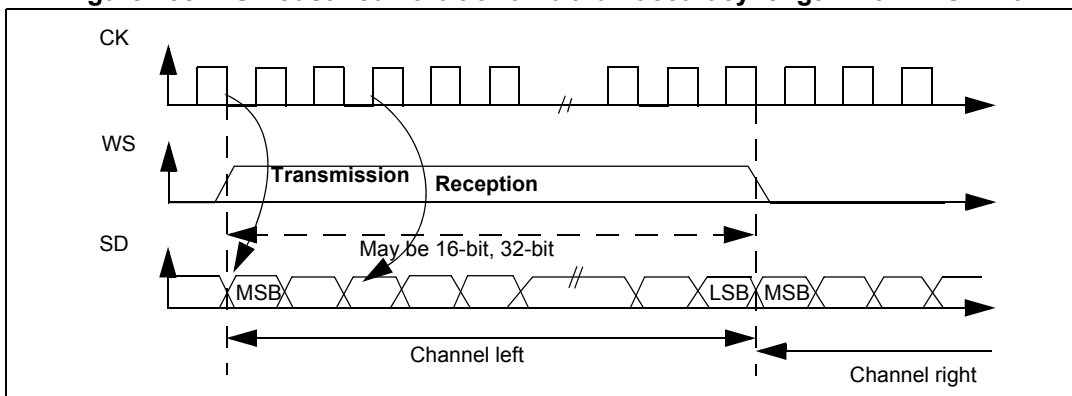 CK
WS
Transmission
Reception
May be 16-bit, 32-bit
SD
MSB
LSB
MSB
Channel left
Channel right